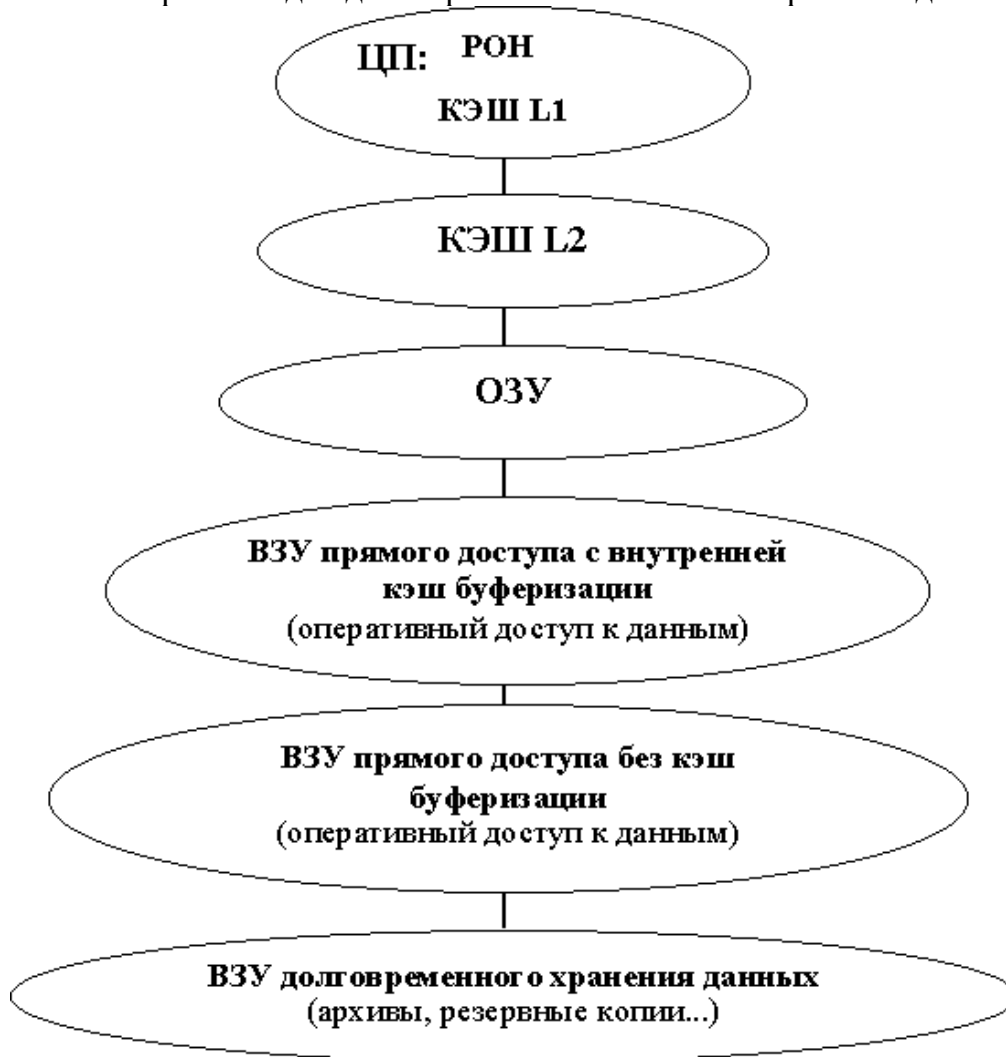 ЦП: РОН
КЭШ L1
КЭШ L2
ОЗУ
ВЗУ прямого доступа с внутренней
кэш буферизации
(оперативный доступ к данным)
ВЗУ прямого доступа без кэш
буферизации
(оперативный доступ к данным)
ВЗУ долговременного хранения данных
(архивы, резервные копии...)